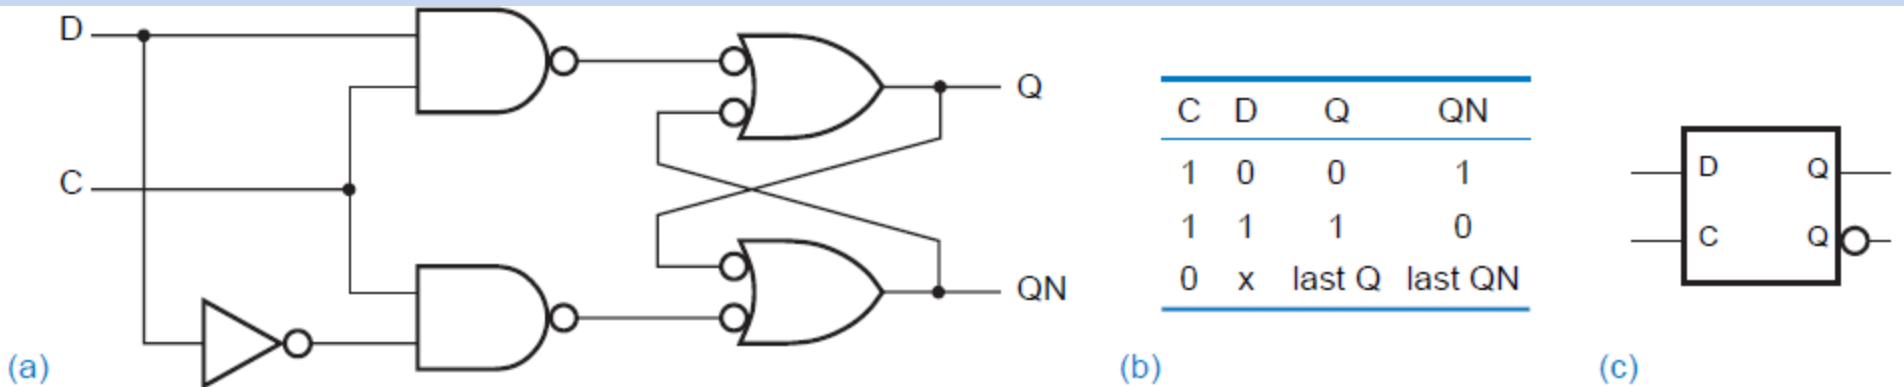 D
C
Q
QN
(a)
C D Q QN
1 0 0 1
1 1 1 0
0 x last Q last QN
(b)
D Q
C Q
(c)